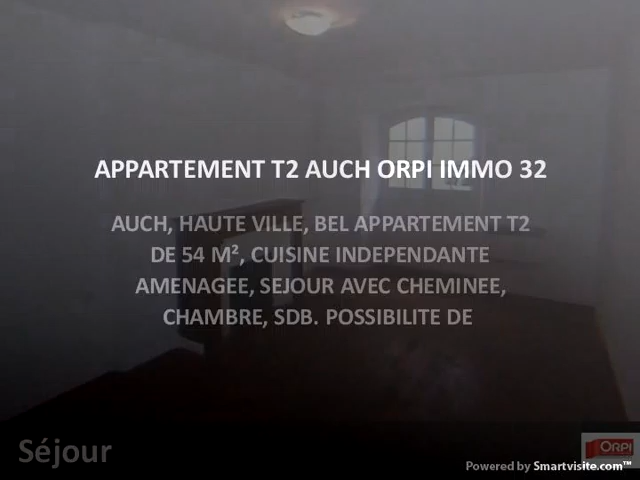 APPARTEMENT T2 AUCH ORPI IMMO 32
AUCH, HAUTE VILLE, BEL APPARTEMENT T2
DE 54 M², CUISINE INDEPENDANTE
AMENAGEE, SEJOUR AVEC CHEMINEE,
CHAMBRE, SDB. POSSIBILITE DE
Séjour
ORPI
Powered by Smartvisite.com™